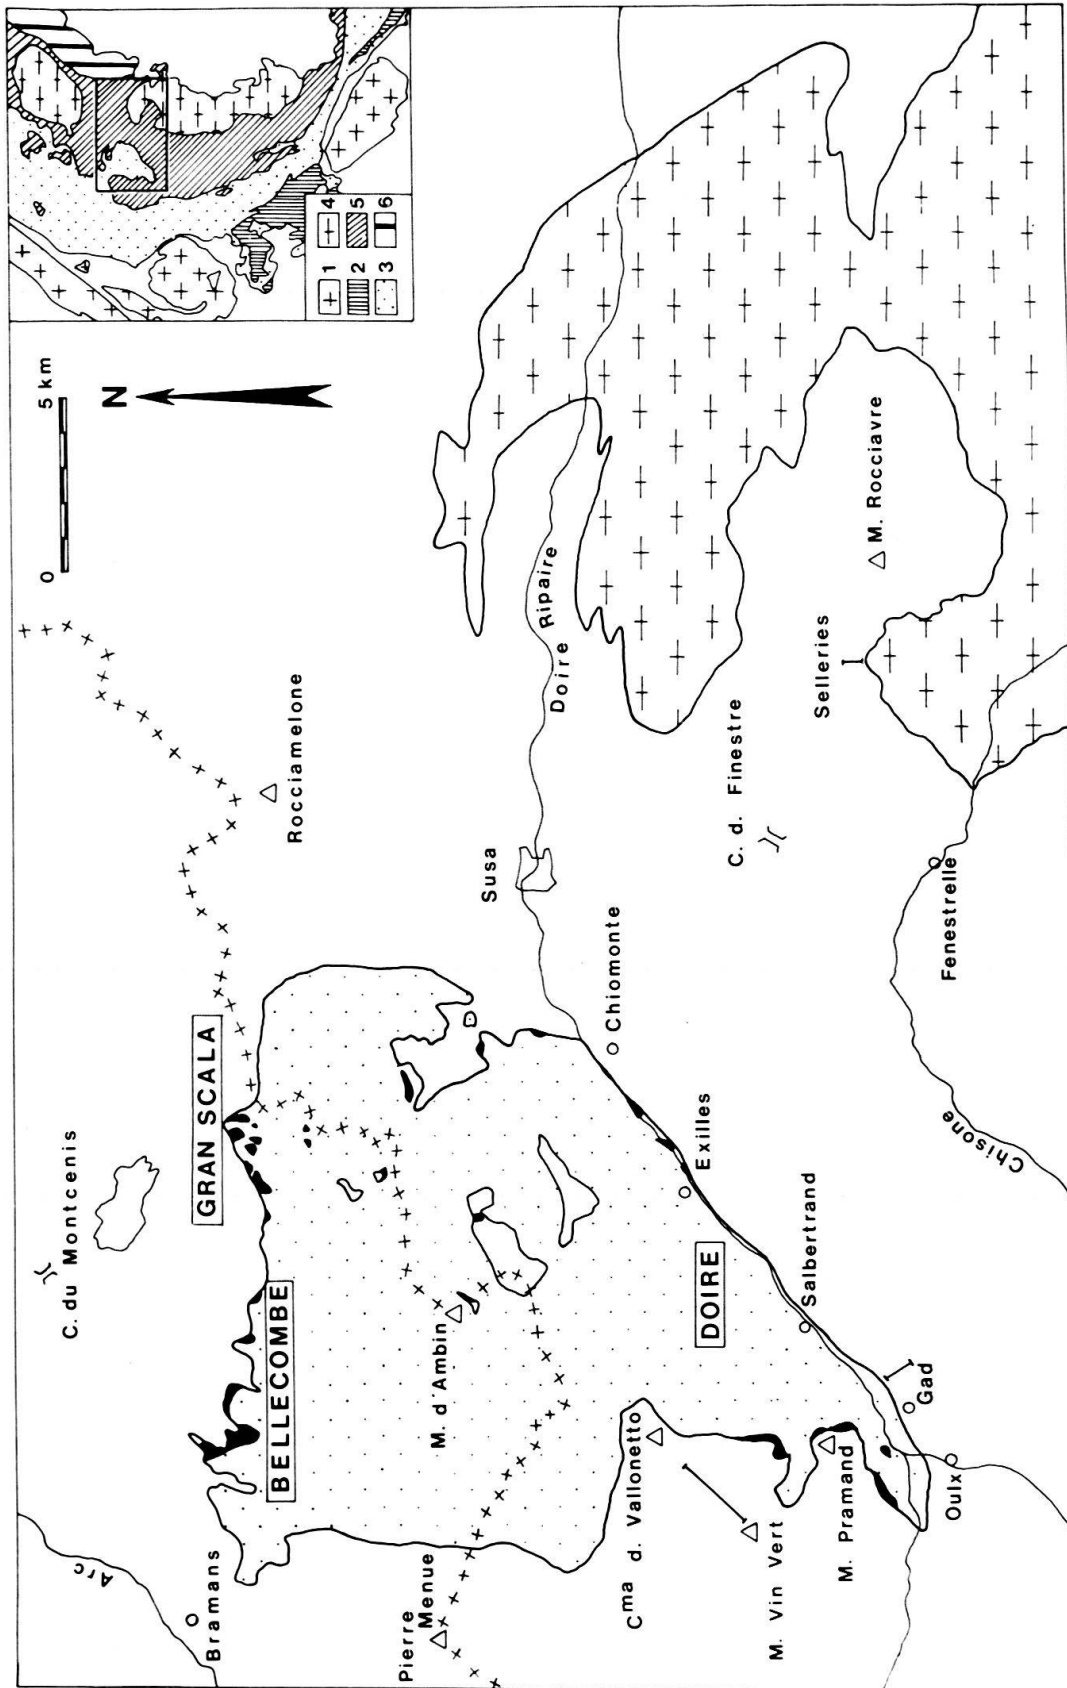 C. du Montcenis
Arc
Bramans
GRAN SCALA
BELLECOMBE
Rocciamelone
N
0
5 km
1
2
3
4
5
6
Pierre
Menue
M. d'Ambin
Susa
Doire Ripaire
Chiomonte
Exilles
DOIRE
Cma d. Vallonetto
M. Vin Vert
M. Pramand
Salbertrand
Gad
Oulx
C. d. Finestre
Selleries
M. Rocciavre
Fenestrelle
Chisone